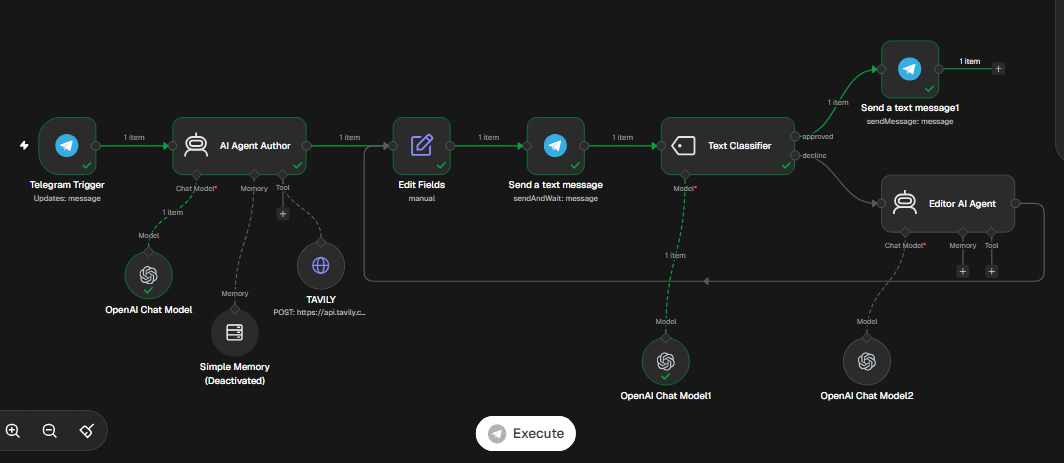 1 item
Send a text message1
sendMessage: message
1 item
1 item
1 item
1 item
1 item
approved
decline
AI Agent Author
Text Classifier
Telegram Trigger
Updates: message
Chat Model*
Memory
Tool
Edit Fields
manual
Send a text message
sendAndWait: message
Model*
Editor AI Agent
1 item
Model
Chat Model*
Memory
Tool
1 item
Memory
TAVILY
POST: https://api.tavily.c...
OpenAI Chat Model
Model
Model
Simple Memory
(Deactivated)
OpenAI Chat Model1
OpenAI Chat Model2
Execute